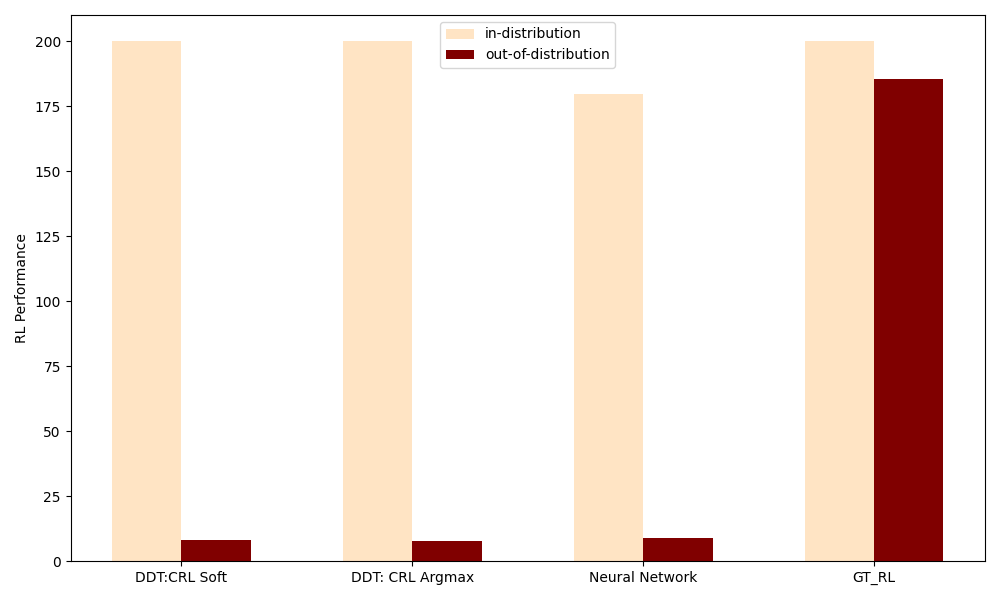 in-distribution
out-of-distribution
RL Performance
200
175
150
125
100
75
50
25
0
DDT:CRL Soft
DDT: CRL Argmax
Neural Network
GT_RL